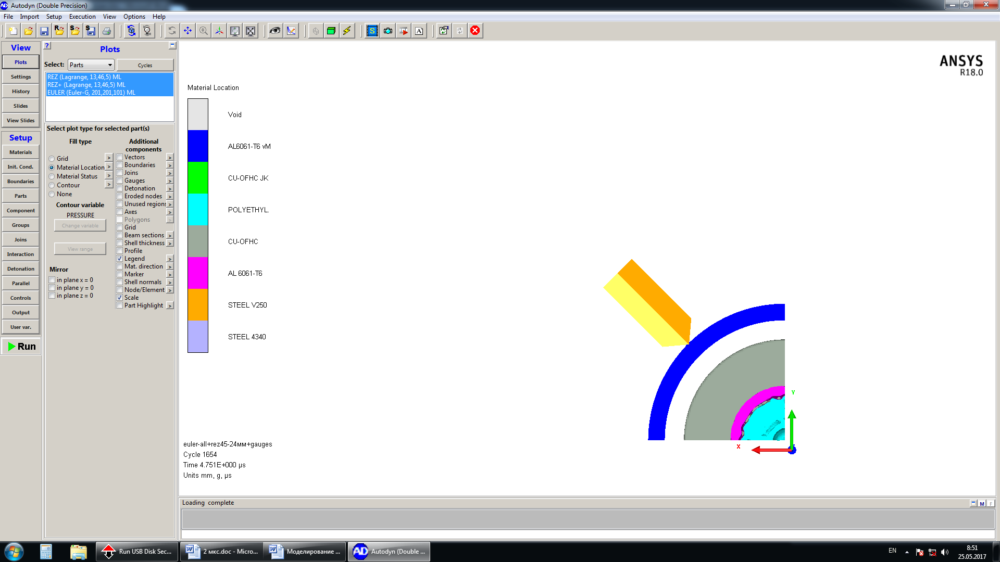 Autodyn (Double Precision)
File Import Setup Execution View Options Help
View
Plots
Settings
History
Slides
View Slides
Setup
Materials
Init. Cond.
Boundaries
Parts
Component
Groups
Joins
Interaction
Detonation
Parallel
Controls
Output
User var.
Run
?
Plots
Select: Parts Cycles
REZ (Lagrange, 13,46,5) ML
REZ+ (Lagrange, 13,46,5) ML
EULER (Euler-G, 201,201,101) ML
Select plot type for selected part(s)
Fill type
Grid >
Material Location >
Material Status >
Contour >
None
Contour variable
PRESSURE
Change variable
View range
Mirror
in plane x = 0
in plane y = 0
in plane z = 0
Additional
components
Vectors >
Boundaries >
Joins >
Gauges >
Detonation >
Eroded nodes >
Unused regions >
Axes >
Polygons >
Grid
Beam sections >
Shell thickness >
Profile
Legend >
Mat. direction >
Marker >
Shell normals >
Node/Element >
Scale
Part Highlight >
ANSYS
R18.0
Material Location
Void
AL6061-T6 vM
CU-OFHC JK
POLYETHYL.
CU-OFHC
AL 6061-T6
STEEL V250
STEEL 4340
Y
X
euler-all+rez45-24мм+gauges
Cycle 1654
Time 4.751E+000 µs
Units mm, g, µs
Loading complete
M F
Run USB Disk Sec...
2 мкс.doc - Micro...
Моделирование ...
Autodyn (Double ...
EN
8:51
25.05.2017